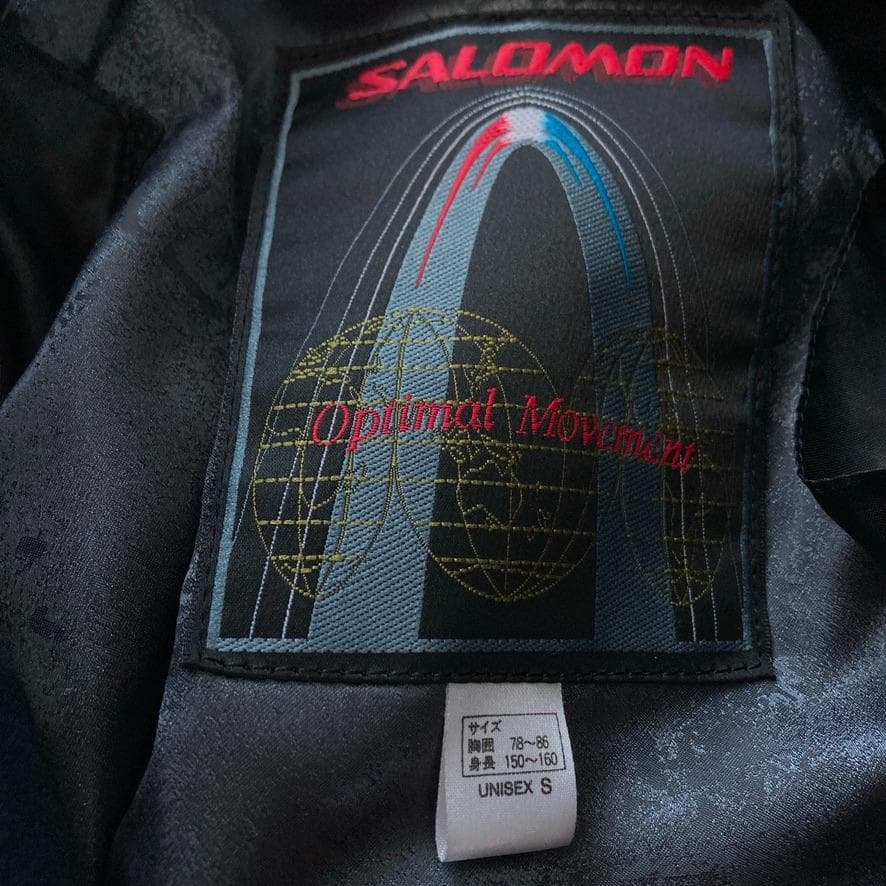 SALOMON
Optimal Movement
サイズ
胸囲 78～86
身長 150～160
UNISEX S